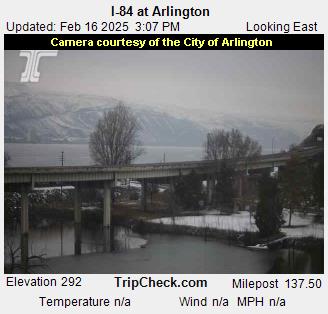 I-84 at Arlington
Updated: Feb 16 2025 3:07 PM Looking East
Camera courtesy of the City of Arlington
Elevation 292 TripCheck.com Milepost 137.50
Temperature n/a Wind n/a MPH n/a